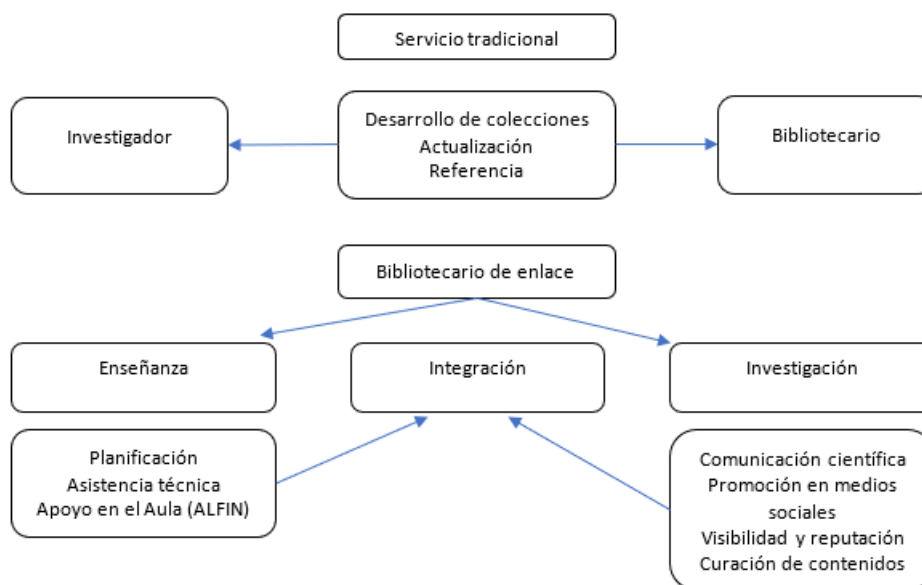 Servicio tradicional
Investigador
Desarrollo de colecciones
Actualización
Referencia
Bibliotecario
Bibliotecario de enlace
Enseñanza
Integración
Investigación
Planificación
Asistencia técnica
Apoyo en el Aula (ALFIN)
Comunicación científica
Promoción en medios
sociales
Visibilidad y reputación
Curación de contenidos